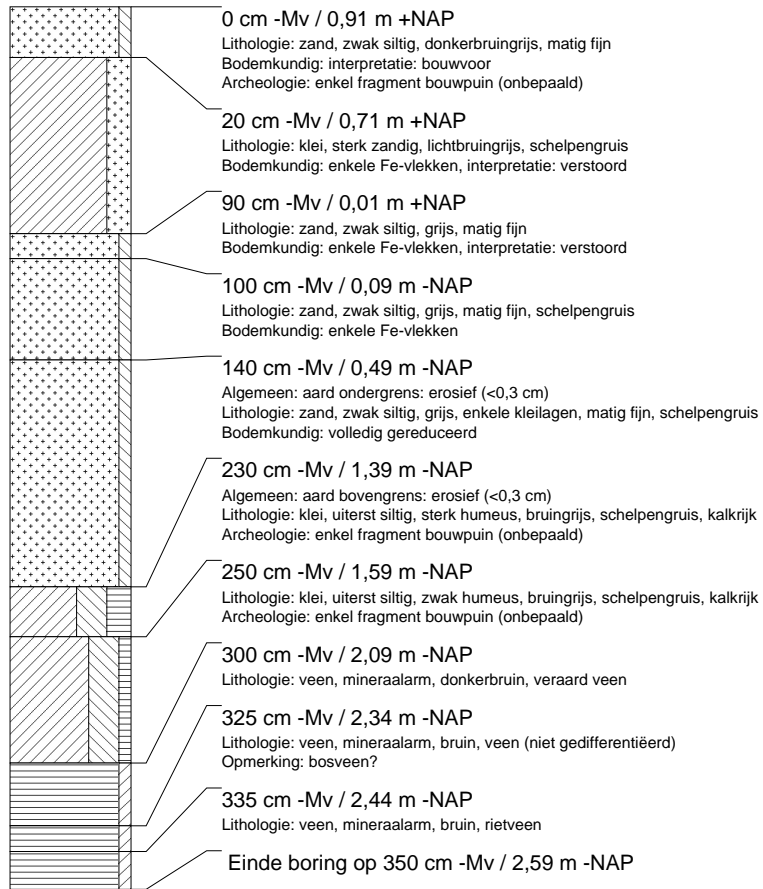 0 cm -Mv / 0,91 m +NAP
Lithologie: zand, zwak siltig, donkerbruingrijs, matig fijn
Bodemkundig: interpretatie: bouwvoor
Archeologie: enkel fragment bouwpuin (onbepaald)
20 cm -Mv / 0,71 m +NAP
Lithologie: klei, sterk zandig, lichtbruingrijs, schelpengruis
Bodemkundig: enkele Fe-vlekken, interpretatie: verstoord
90 cm -Mv / 0,01 m +NAP
Lithologie: zand, zwak siltig, grijs, matig fijn
Bodemkundig: enkele Fe-vlekken, interpretatie: verstoord
100 cm -Mv / 0,09 m -NAP
Lithologie: zand, zwak siltig, grijs, matig fijn, schelpengruis
Bodemkundig: enkele Fe-vlekken
140 cm -Mv / 0,49 m -NAP
Algemeen: aard ondergrens: erosief (<0,3 cm)
Lithologie: zand, zwak siltig, grijs, enkele kleilagen, matig fijn, schelpengruis
Bodemkundig: volledig gereduceerd
230 cm -Mv / 1,39 m -NAP
Algemeen: aard bovengrens: erosief (<0,3 cm)
Lithologie: klei, uiterst siltig, sterk humeus, bruingrijs, schelpengruis, kalkrijk
Archeologie: enkel fragment bouwpuin (onbepaald)
250 cm -Mv / 1,59 m -NAP
Lithologie: klei, uiterst siltig, zwak humeus, bruingrijs, schelpengruis, kalkrijk
Archeologie: enkel fragment bouwpuin (onbepaald)
300 cm -Mv / 2,09 m -NAP
Lithologie: veen, mineraalarm, donkerbruin, veraard veen
325 cm -Mv / 2,34 m -NAP
Lithologie: veen, mineraalarm, bruin, veen (niet gedifferentiëerd)
Opmerking: bosveen?
335 cm -Mv / 2,44 m -NAP
Lithologie: veen, mineraalarm, bruin, rietveen
Einde boring op 350 cm -Mv / 2,59 m -NAP